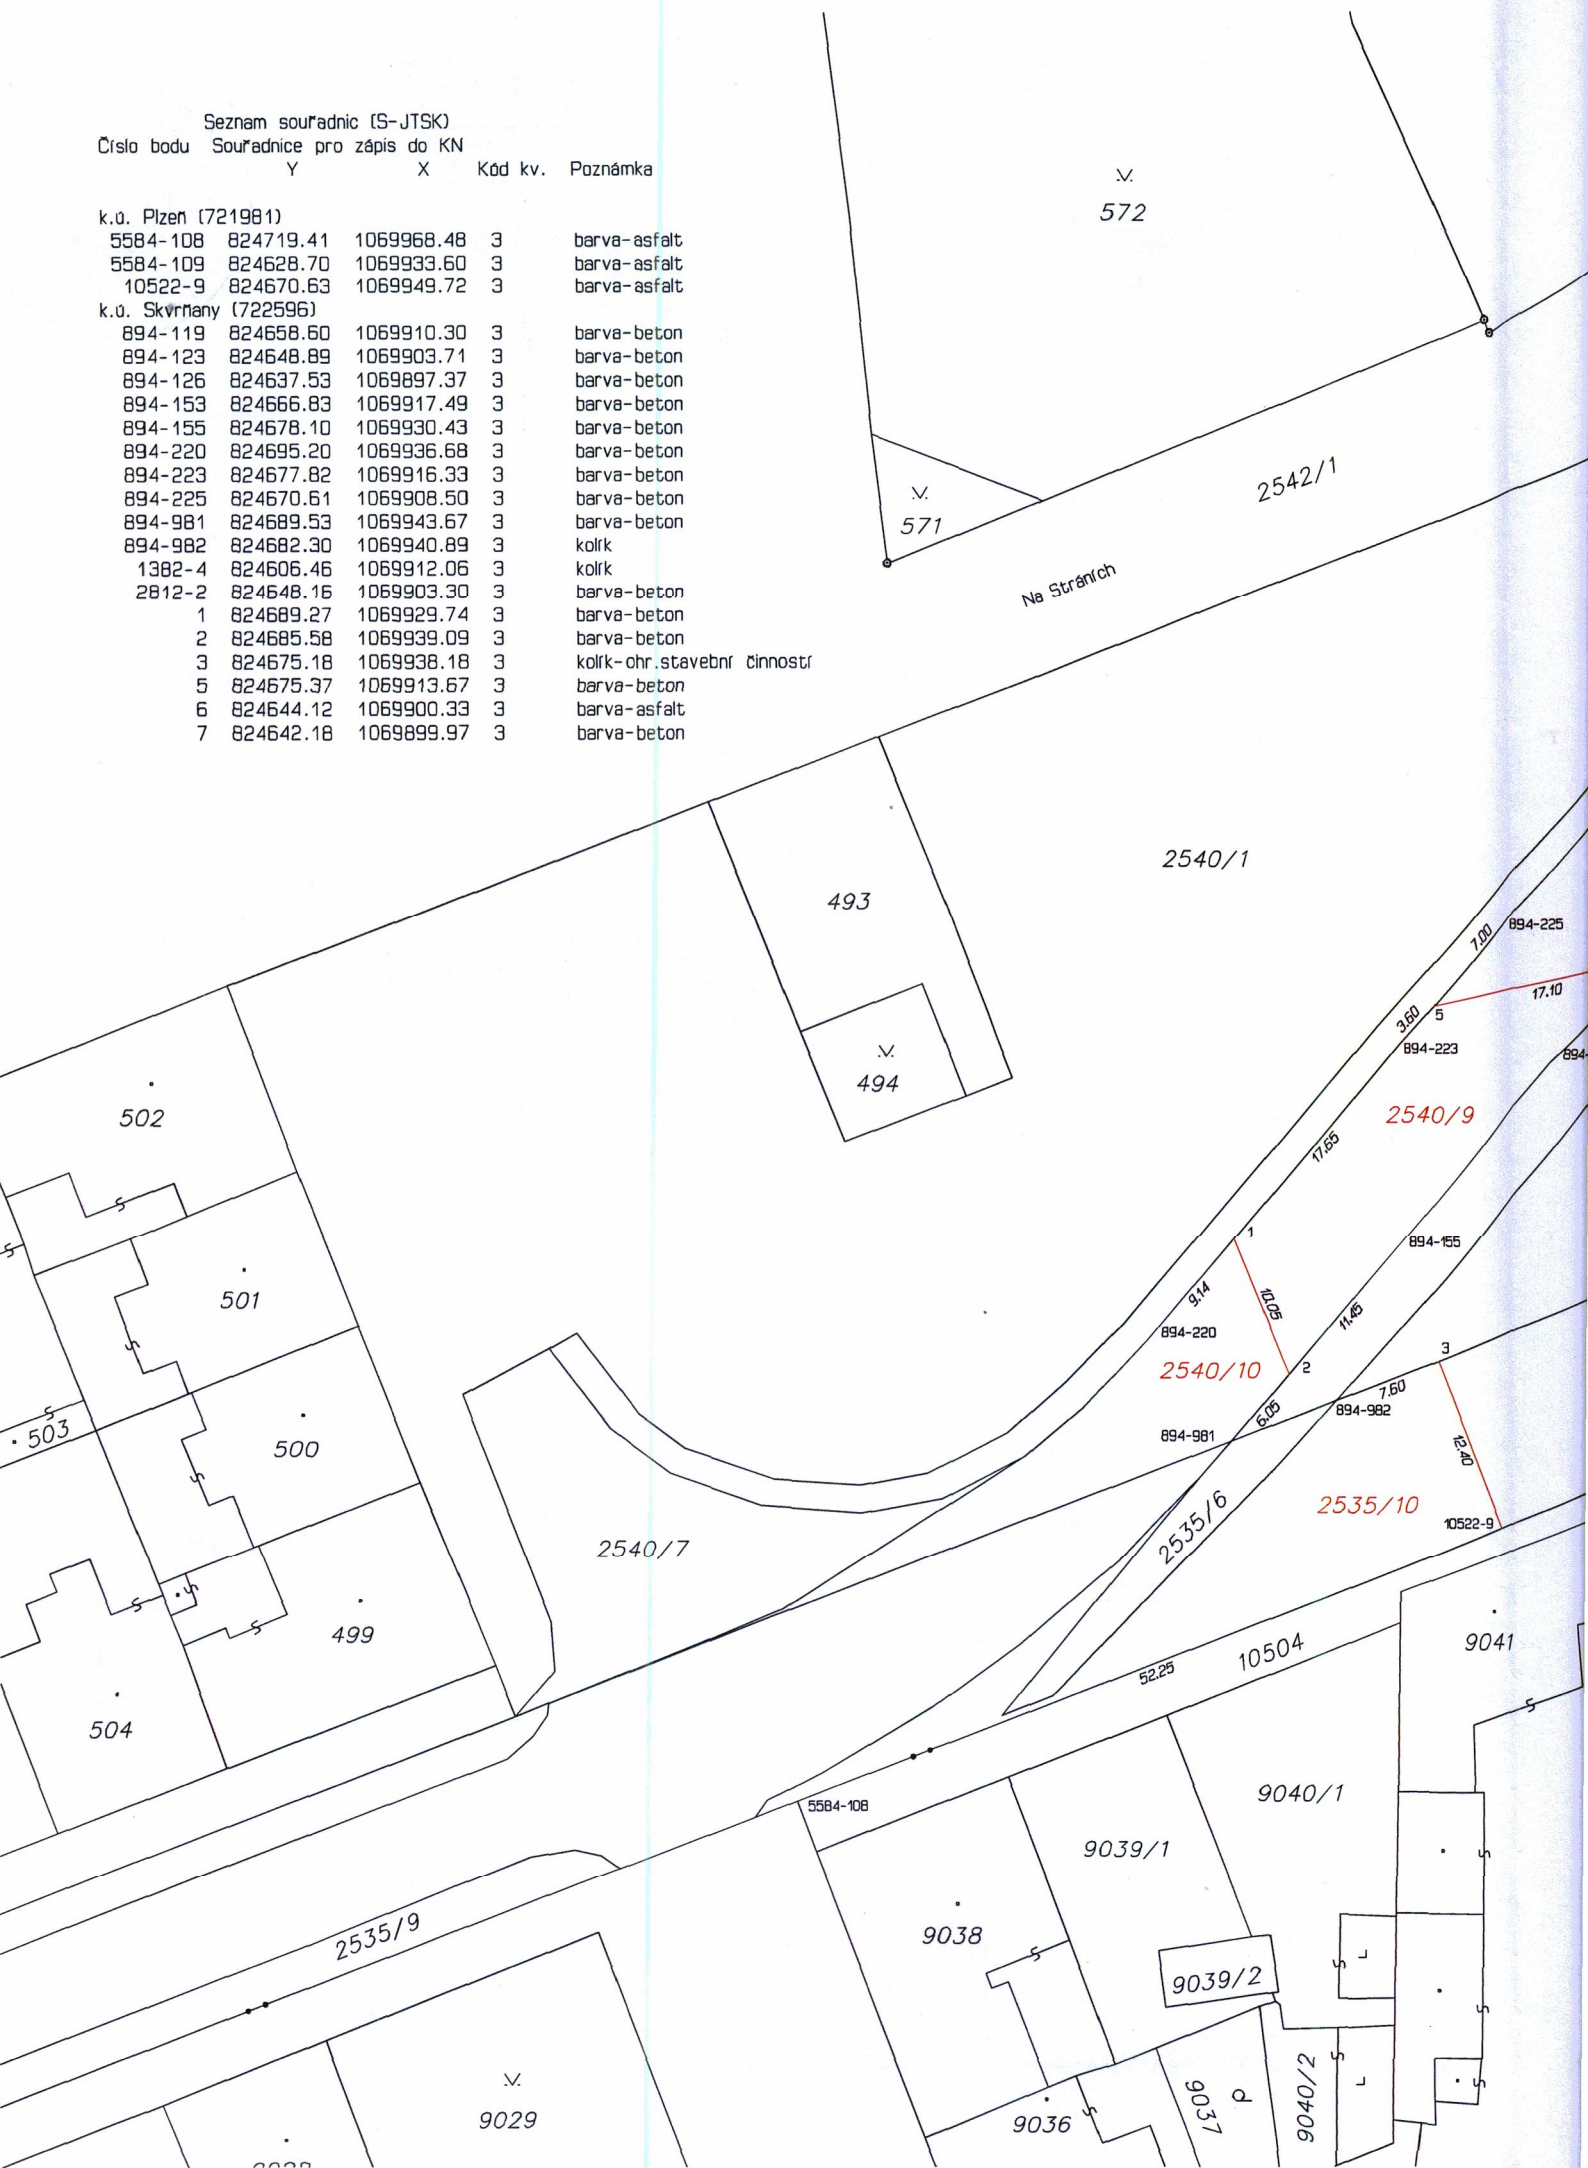 Seznam souřadnic (S-JTSK)
Číslo bodu Souřadnice pro zápis do KN
Y X Kód kv. Poznámka
k.ú. Plzeň (721981)
5584-108 824719.41 1069968.48 3 barva-asfalt
5584-109 824628.70 1069933.60 3 barva-asfalt
10522-9 824670.63 1069949.72 3 barva-asfalt
k.ú. Skvrňany (722596)
894-119 824658.60 1069910.30 3 barva-beton
894-123 824648.89 1069903.71 3 barva-beton
894-126 824637.53 1069897.37 3 barva-beton
894-153 824666.83 1069917.49 3 barva-beton
894-155 824678.10 1069930.43 3 barva-beton
894-220 824695.20 1069936.68 3 barva-beton
894-223 824677.82 1069916.33 3 barva-beton
894-225 824670.61 1069908.50 3 barva-beton
894-981 824689.53 1069943.67 3 barva-beton
894-982 824682.30 1069940.89 3 kolík
1382-4 824606.46 1069912.06 3 kolík
2812-2 824648.16 1069903.30 3 barva-beton
1 824689.27 1069929.74 3 barva-beton
2 824685.58 1069939.09 3 barva-beton
3 824675.18 1069938.18 3 kolík-ohr.stavební činností
5 824675.37 1069913.67 3 barva-beton
6 824644.12 1069900.33 3 barva-asfalt
7 824642.18 1069899.97 3 barva-beton
572
571
2542/1
Na Stráních
2540/1
493
494
7.00
894-225
17.10
3.60
5
894-223
894-
2540/9
17.65
502
501
500
503
499
504
1
9.14
10.05
894-155
894-220
11.45
2540/10
2
3
7.60
894-982
6.05
894-981
12.40
2535/10
10522-9
2535/6
2540/7
10504
52.25
9041
5584-108
9040/1
9039/1
9038
9039/2
2535/9
9029
9036
9037
9040/2